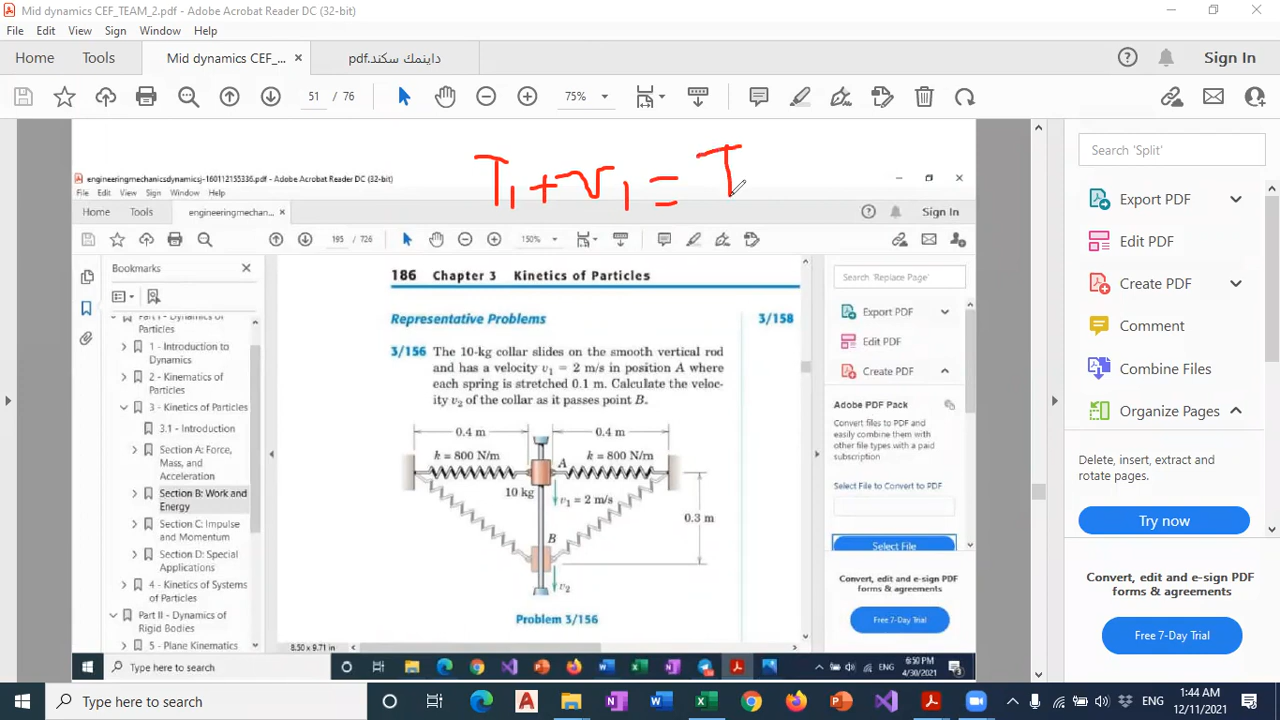 Mid dynamics CEF_TEAM_2.pdf - Adobe Acrobat Reader DC (32-bit)
File Edit View Sign Window Help
Home Tools Mid dynamics CEF_... × داينمك سكند.pdf Sign In
51 / 76 75%
T1+v1= T
engineeringmechanicsdynamicsj-160112155336.pdf - Adobe Acrobat Reader DC (32-bit)
File Edit View Sign Window Help
Home Tools engineeringmechan... × Sign In
195 / 726 150%
Bookmarks ×
Part I - Dynamics of
Particles
1 - Introduction to
Dynamics
2 - Kinematics of
Particles
3 - Kinetics of Particles
3.1 - Introduction
Section A: Force,
Mass, and
Acceleration
Section B: Work and
Energy
Section C: Impulse
and Momentum
Section D: Special
Applications
4 - Kinetics of Systems
of Particles
Part II - Dynamics of
Rigid Bodies
5 - Plane Kinematics
186 Chapter 3 Kinetics of Particles
Representative Problems
3/158
3/156 The 10-kg collar slides on the smooth vertical rod
and has a velocity v1 = 2 m/s in position A where
each spring is stretched 0.1 m. Calculate the veloc-
ity v2 of the collar as it passes point B.
0.4 m 0.4 m
k = 800 N/m A k = 800 N/m
10 kg v1 = 2 m/s
0.3 m
B
v2
Problem 3/156
8.50 x 9.71 in
Search 'Replace Page'
Export PDF
Edit PDF
Create PDF
Adobe PDF Pack
Convert files to PDF and
easily combine them with
other file types with a paid
subscription
Select File to Convert to PDF
Select File
Convert, edit and e-sign PDF
forms & agreements
Free 7-Day Trial
Type here to search
ENG
6:50 PM
4/30/2021
Search 'Split'
Export PDF
Edit PDF
Create PDF
Comment
Combine Files
Organize Pages
Delete, insert, extract and
rotate pages.
Try now
Convert, edit and e-sign PDF
forms & agreements
Free 7-Day Trial
Type here to search
ENG
1:44 AM
12/11/2021